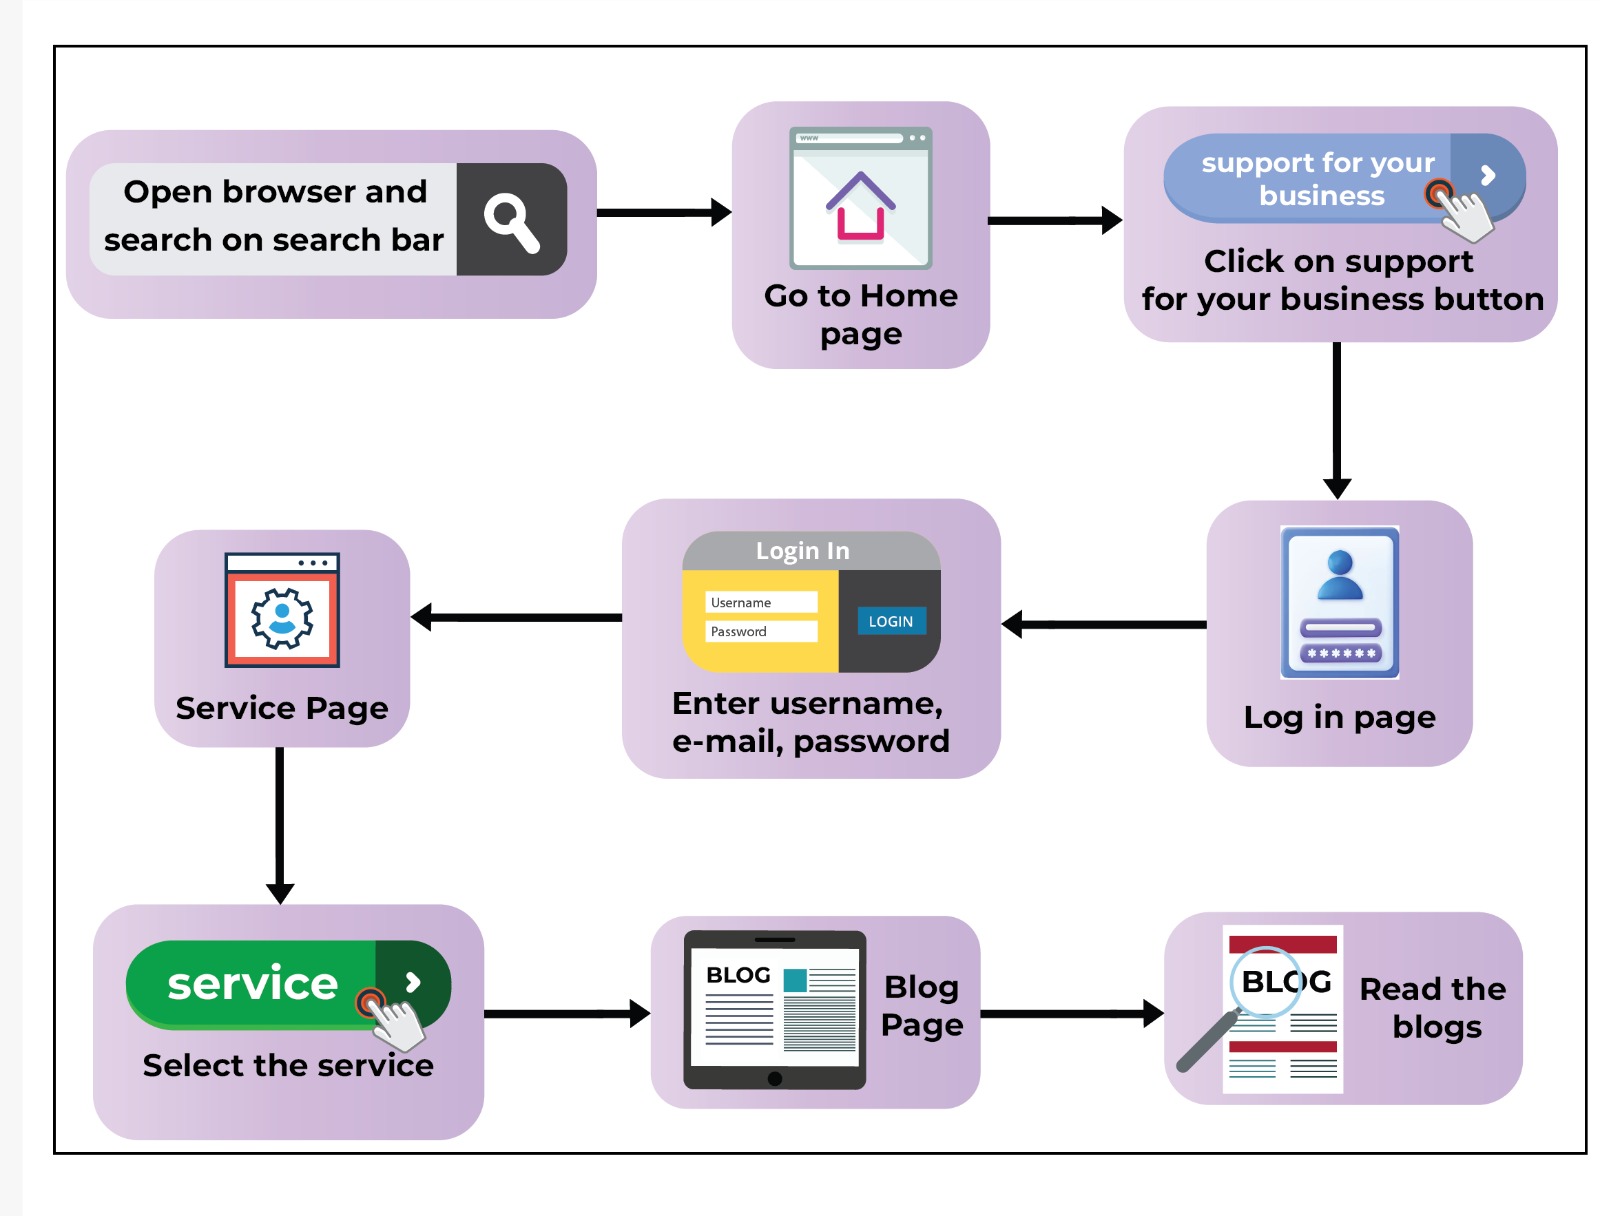 Open browser and
search on search bar
www
Go to Home
page
support for your
business
Click on support
for your business button
Service Page
Login In
Username
Password
LOGIN
Enter username,
e-mail, password
******
Log in page
service
Select the service
BLOG
Blog
Page
BLOG
Read the
blogs